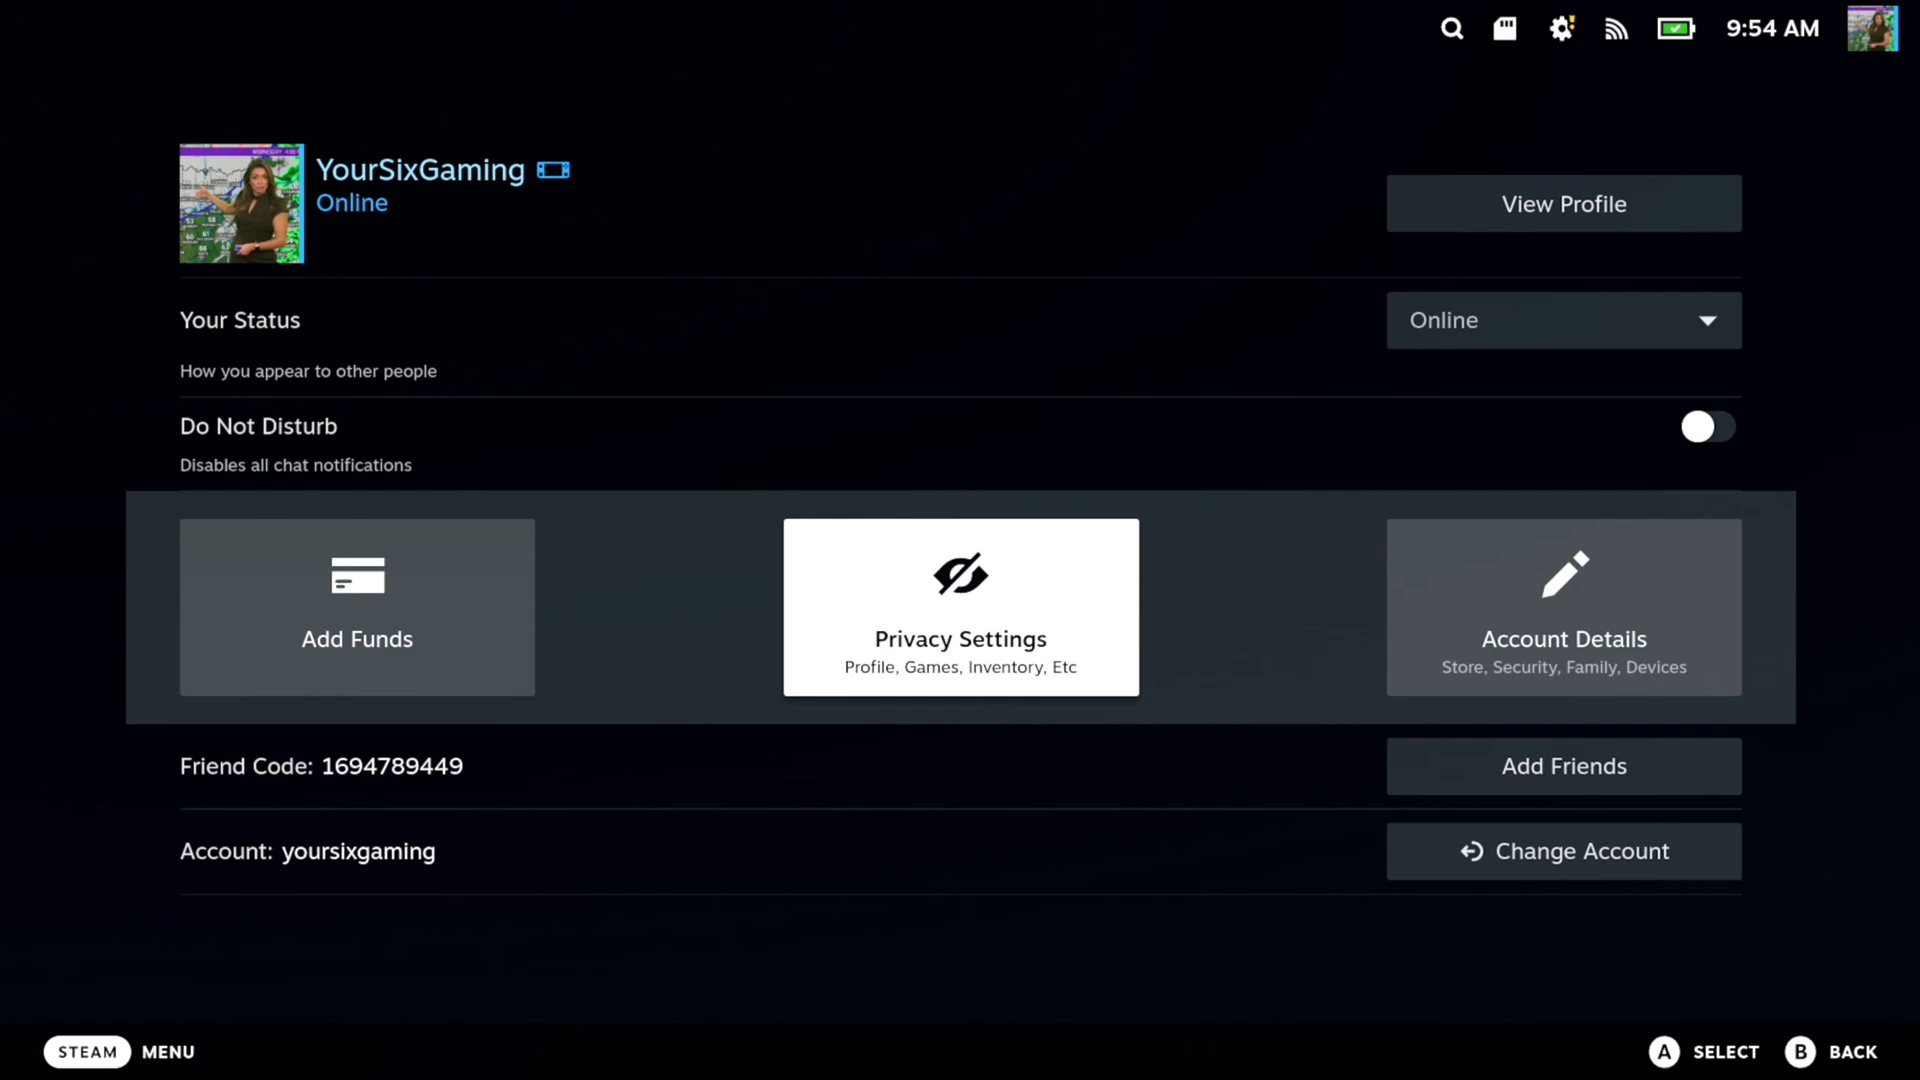 9:54 AM
YourSixGaming
Online
View Profile
Your Status
Online
How you appear to other people
Do Not Disturb
Disables all chat notifications
Add Funds
Privacy Settings
Profile, Games, Inventory, Etc
Account Details
Store, Security, Family, Devices
Friend Code: 1694789449
Add Friends
Account: yoursixgaming
Change Account
STEAM MENU
A SELECT B BACK